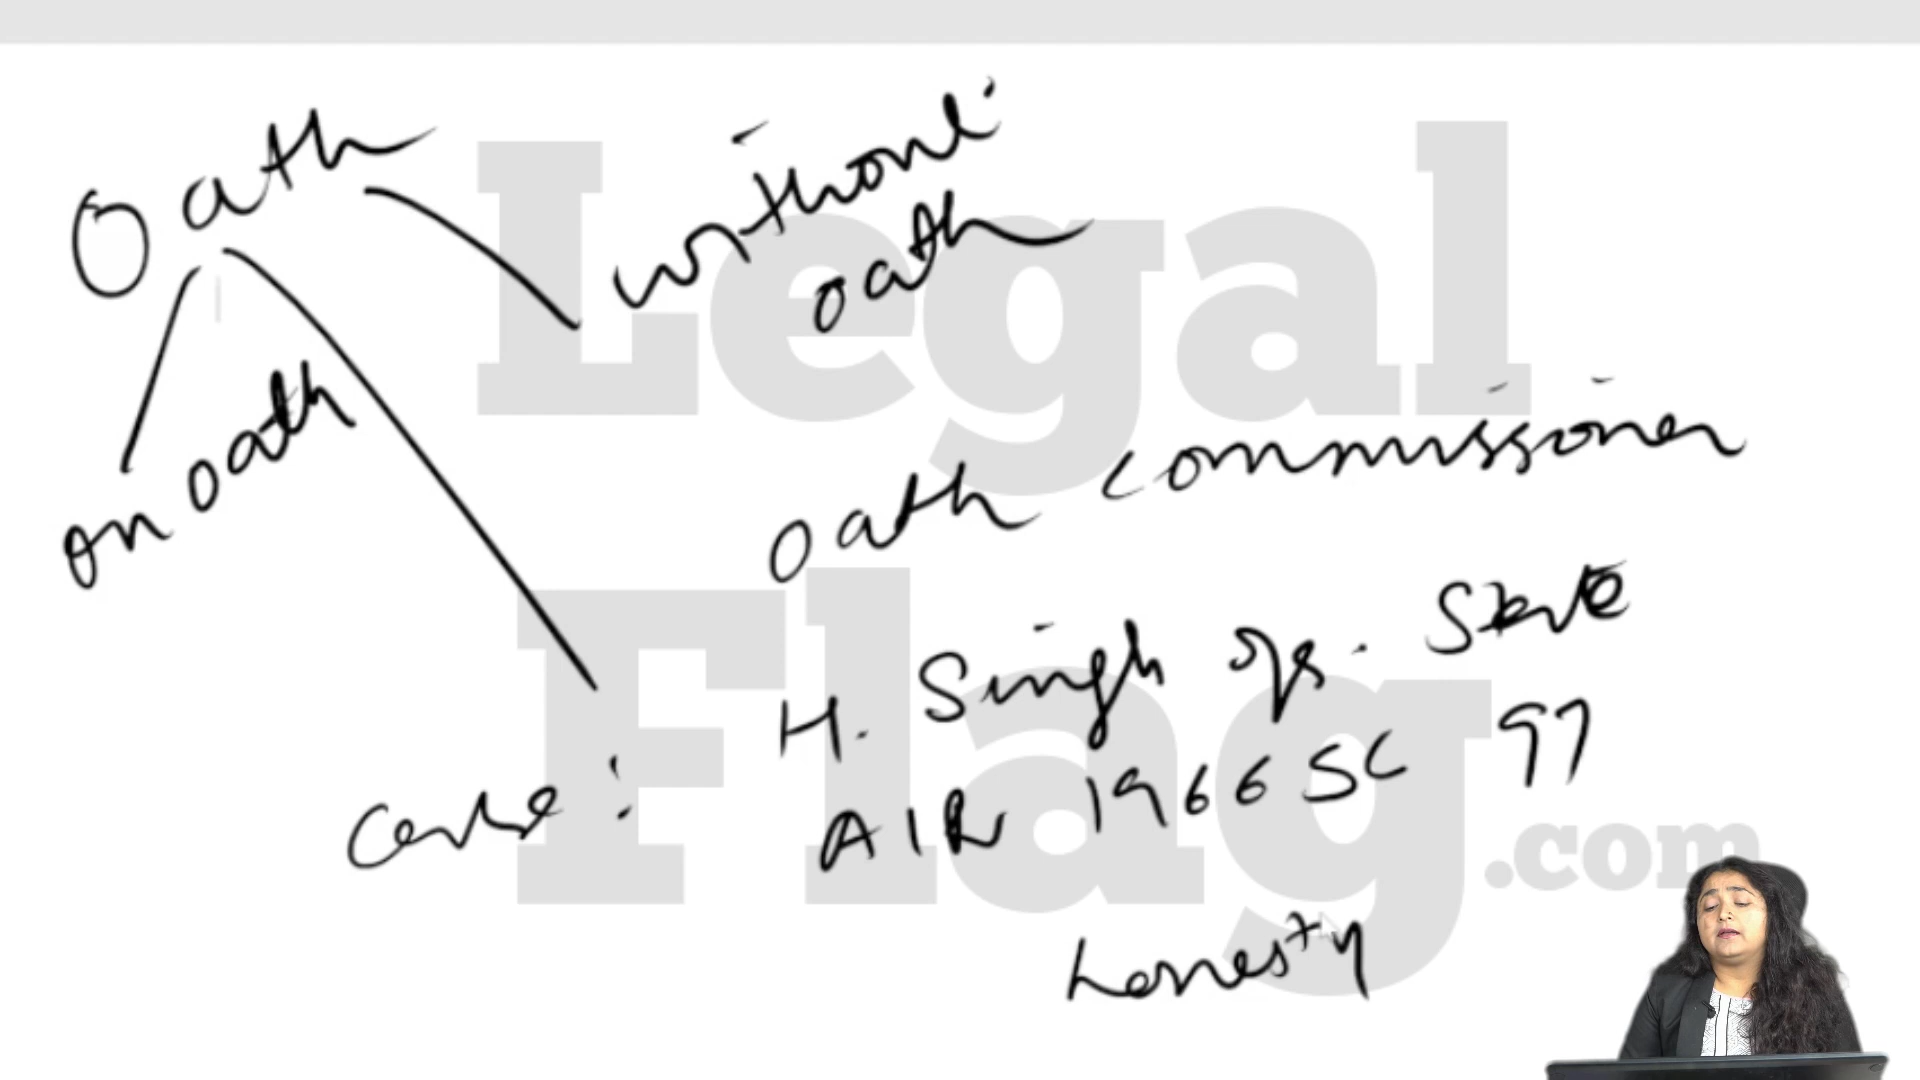 Oath
without
oath
on oath
oath commissioner
case :
H. Singh vs. State
AIR 1966 SC 97
honesty
Legal
Flag
.com